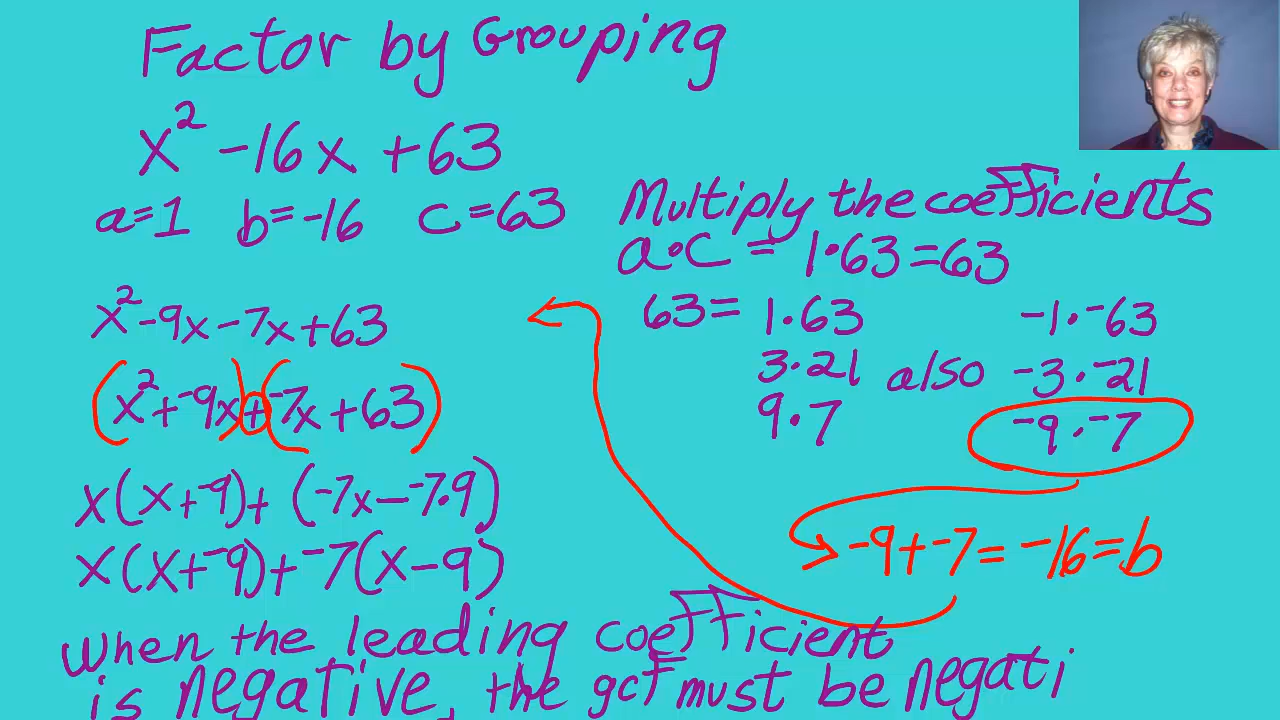 Factor by Grouping
x² -16x +63
a=1 b=-16 c=63
Multiply the coefficients
a•c = 1•63=63
63= 1•63 -1•-63
3•21 also -3•-21
9•7 -9•-7
x²-9x-7x+63
(x²+-9x)+(-7x+63)
x(x+-9)+(-7x--7•9)
x(x+-9)+-7(x-9)
-9+-7=-16=b
When the leading coefficient
is negative, the gcf must be negati